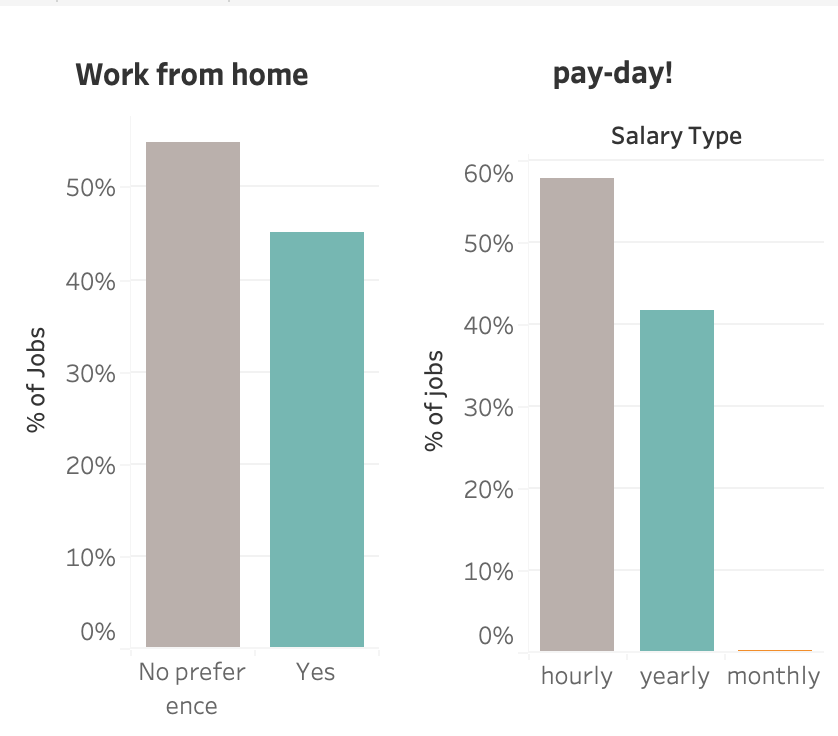 Work from home
% of Jobs
50%
40%
30%
20%
10%
0%
No prefer
ence
Yes
pay-day!
Salary Type
% of jobs
60%
50%
40%
30%
20%
10%
0%
hourly
yearly
monthly